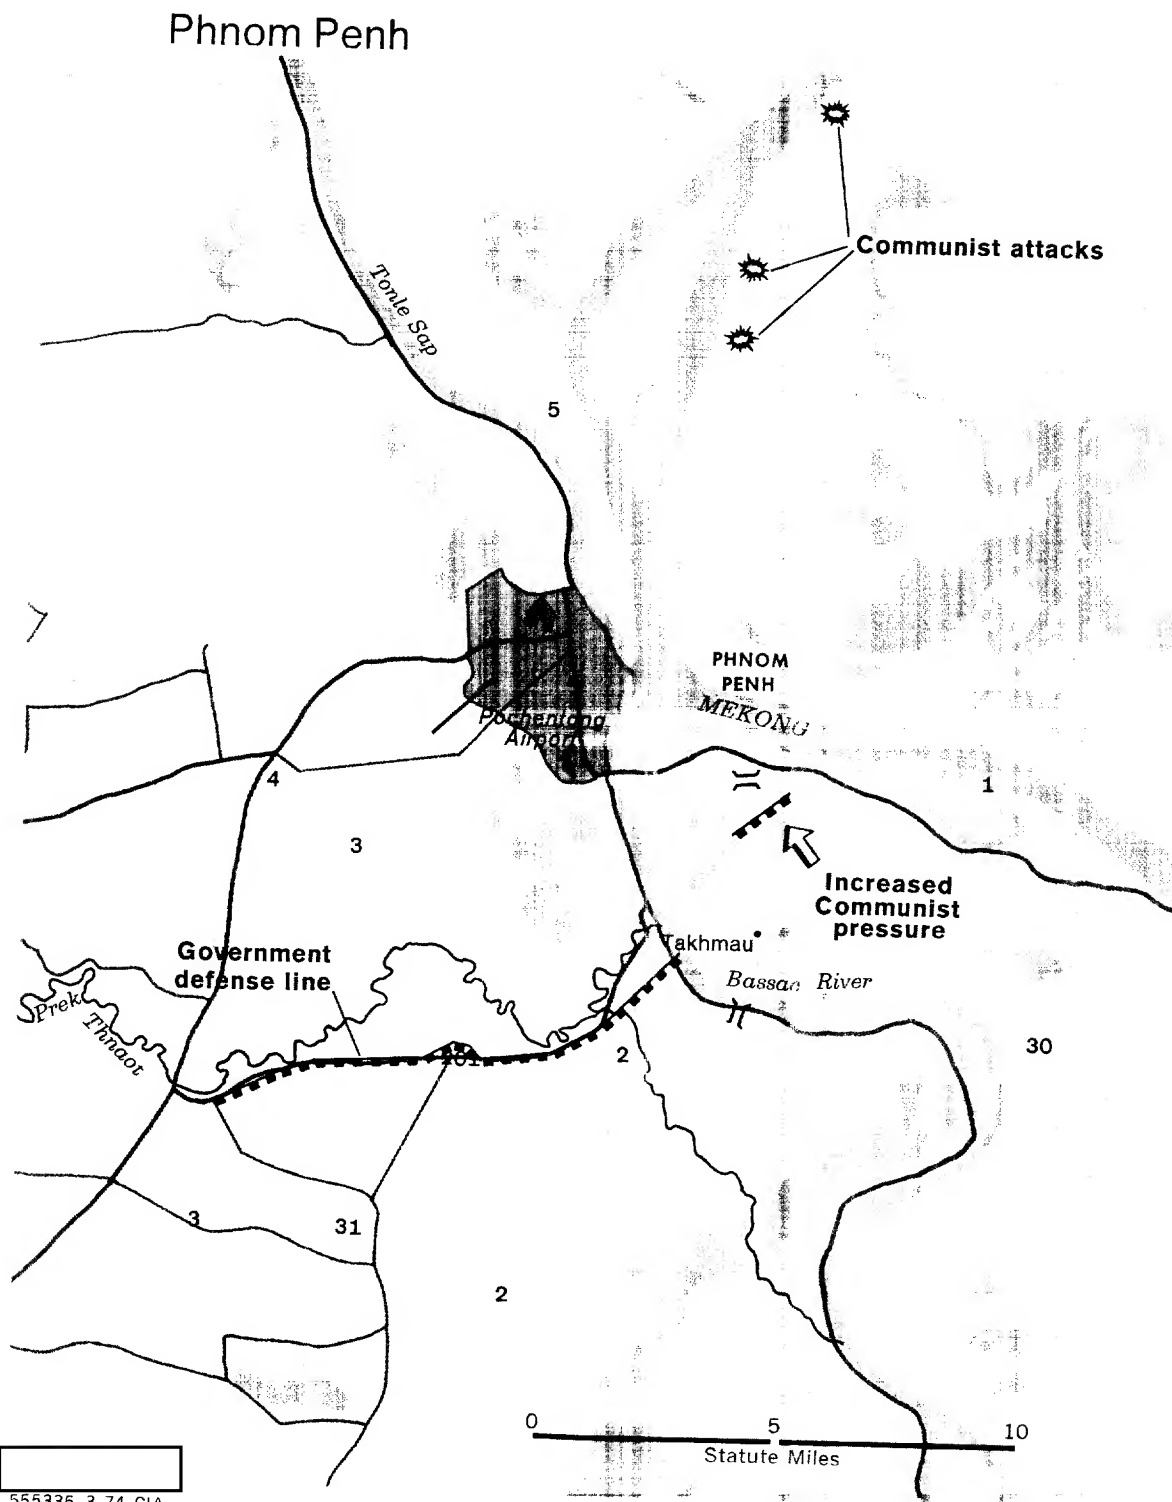 Phnom Penh
Communist attacks
Tonle Sap
5
PHNOM
PENH
MEKONG
Pochentong
Airport
4
1
3
Increased
Communist
pressure
Takhmau
Government
defense line
Bassac River
Prek
Thnaot
201
2
30
3
31
2
0 5 10
Statute Miles
555335 3-74 CIA